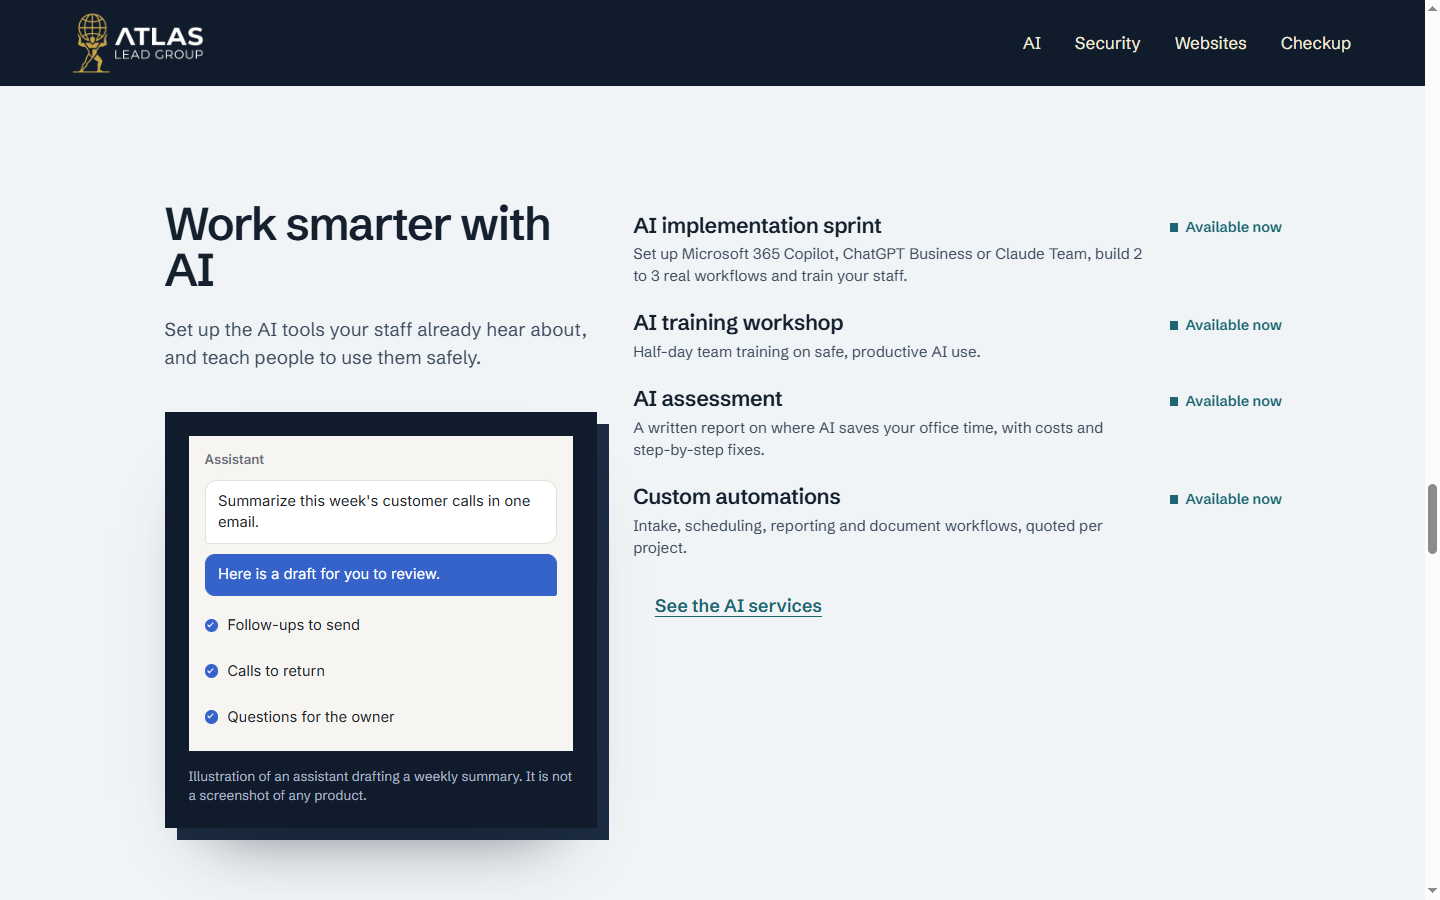 ATLAS
LEAD GROUP
AI
Security
Websites
Checkup
Work smarter with
AI
Set up the AI tools your staff already hear about,
and teach people to use them safely.
Assistant
Summarize this week's customer calls in one
email.
Here is a draft for you to review.
Follow-ups to send
Calls to return
Questions for the owner
Illustration of an assistant drafting a weekly summary. It is not
a screenshot of any product.
AI implementation sprint
Available now
Set up Microsoft 365 Copilot, ChatGPT Business or Claude Team, build 2
to 3 real workflows and train your staff.
AI training workshop
Available now
Half-day team training on safe, productive AI use.
AI assessment
Available now
A written report on where AI saves your office time, with costs and
step-by-step fixes.
Custom automations
Available now
Intake, scheduling, reporting and document workflows, quoted per
project.
See the AI services